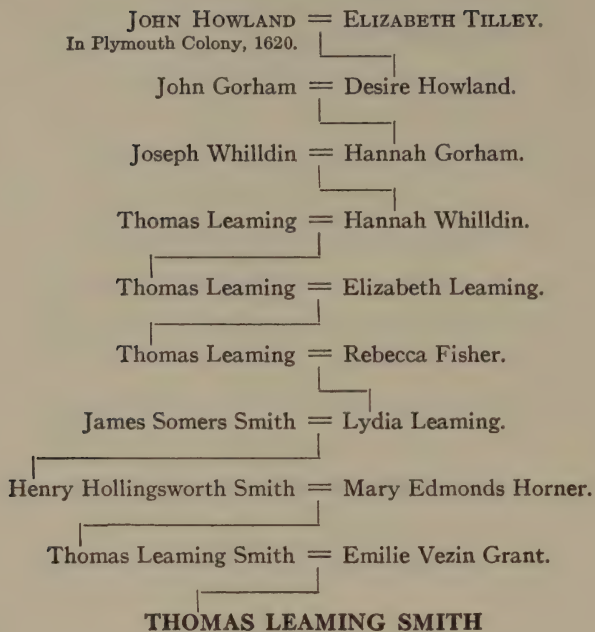 JOHN HOWLAND = ELIZABETH TILLEY.
In Plymouth Colony, 1620.
John Gorham = Desire Howland.
Joseph Whilldin = Hannah Gorham.
Thomas Leaming = Hannah Whilldin.
Thomas Leaming = Elizabeth Leaming.
Thomas Leaming = Rebecca Fisher.
James Somers Smith = Lydia Leaming.
Henry Hollingsworth Smith = Mary Edmonds Horner.
Thomas Leaming Smith = Emilie Vezin Grant.
THOMAS LEAMING SMITH